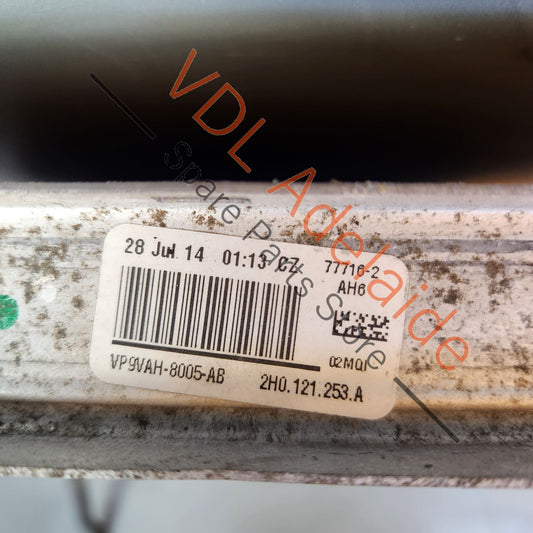 VDL Adelaide
Spare Parts Store
28 Jul 14 01:13 CZ
77716-2
AH6
02MQI
VP9VAH-8005-AB
2H0.121.253.A